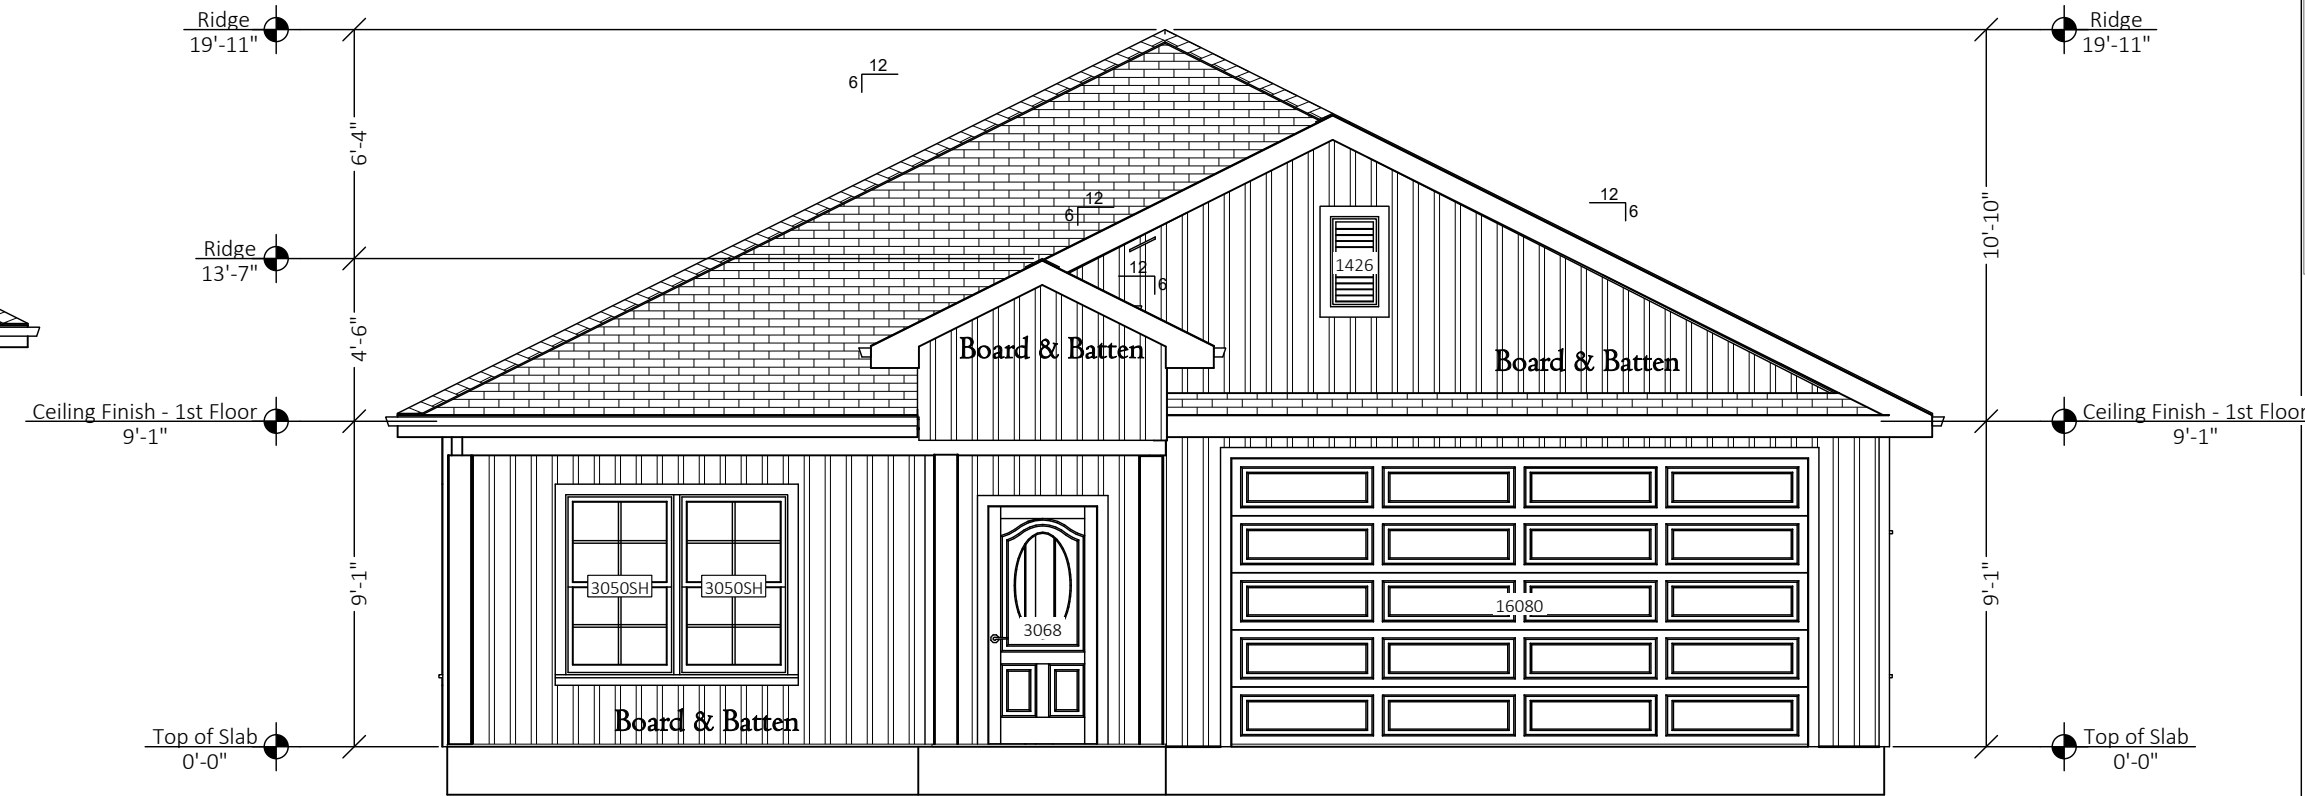 Ridge
19'-11"
Ridge
19'-11"
12
6
6'-4"
12
6
12
6
10'-10"
Ridge
13'-7"
12
6
1426
4'-6"
Board & Batten
Board & Batten
Ceiling Finish - 1st Floor
9'-1"
Ceiling Finish - 1st Floor
9'-1"
9'-1"
3050SH
3050SH
3068
16080
9'-1"
Board & Batten
Top of Slab
0'-0"
Top of Slab
0'-0"